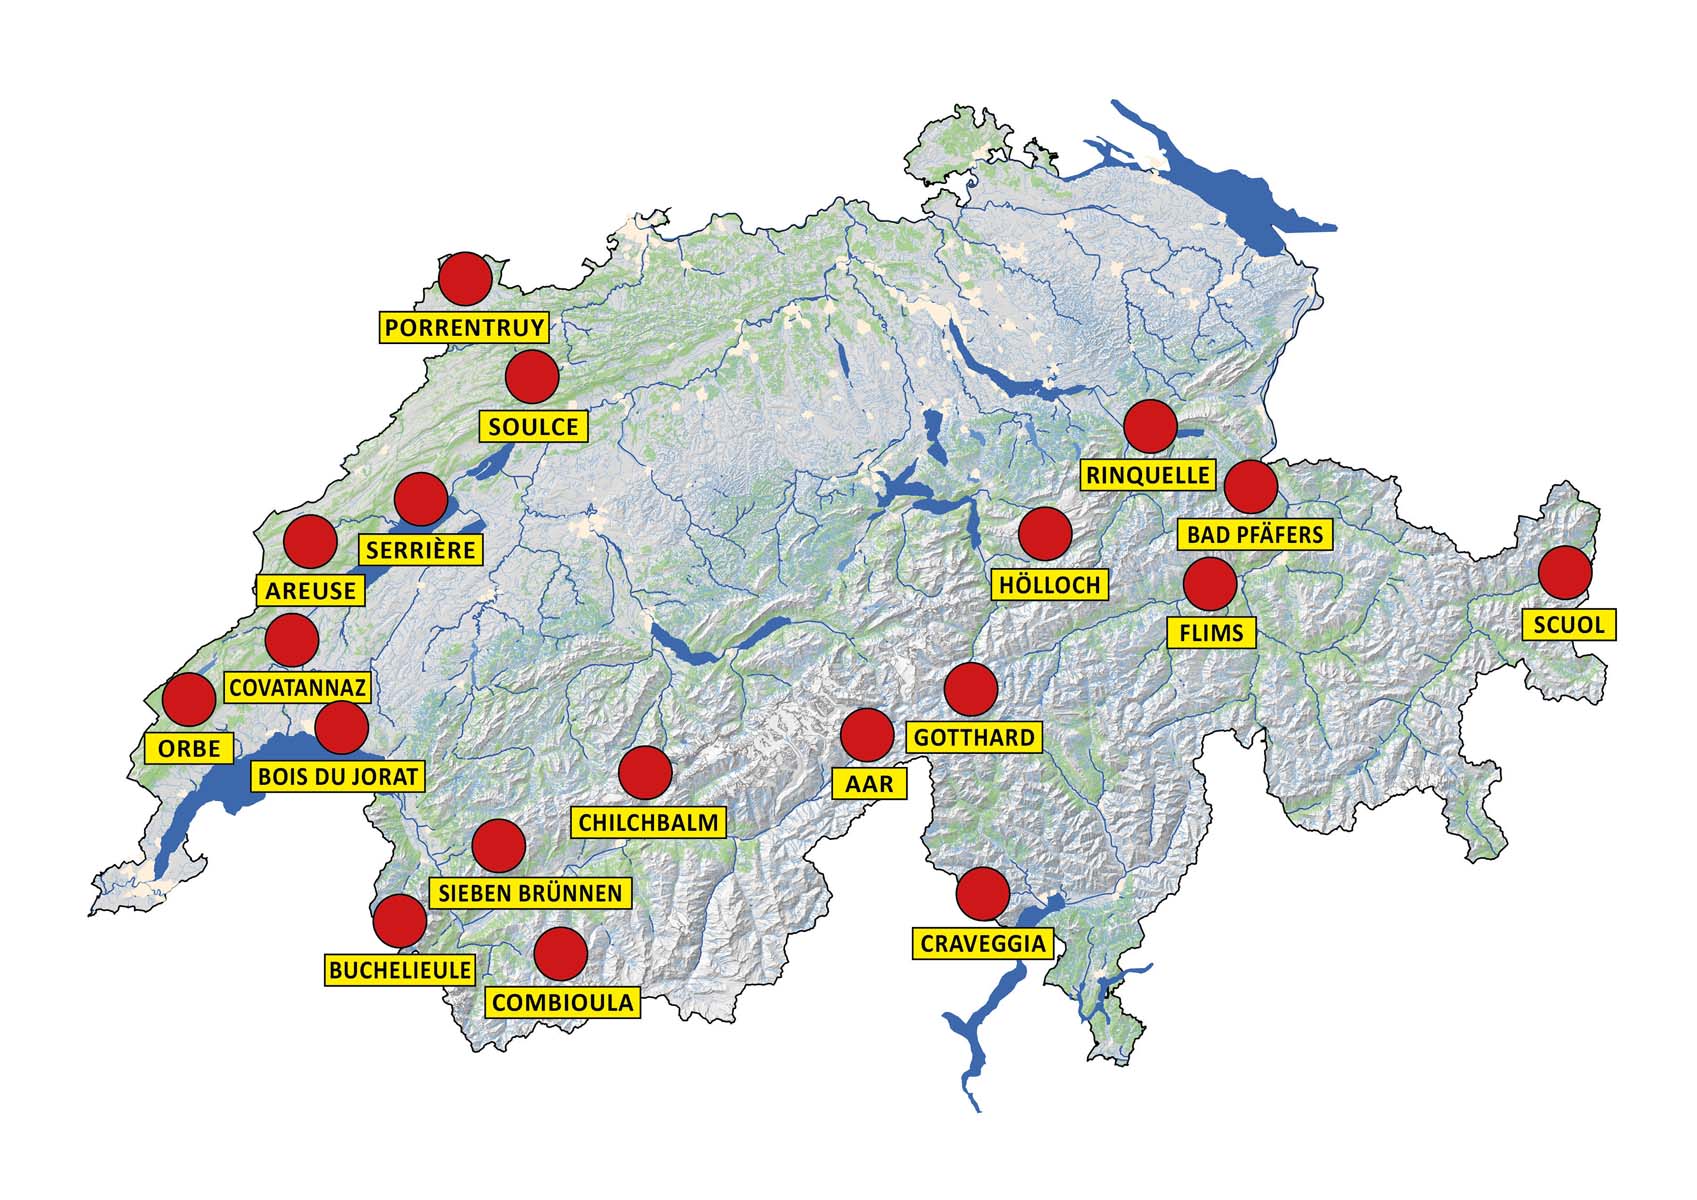 PORRENTRUY
SOULCE
RINQUELLE
BAD PFÄFERS
SERRIÈRE
HÖLLOCH
AREUSE
SCUOL
FLIMS
COVATANNAZ
GOTTHARD
ORBE
BOIS DU JORAT
AAR
CHILCHBALM
SIEBEN BRÜNNEN
CRAVEGGIA
BUCHELIEULE
COMBIOULA